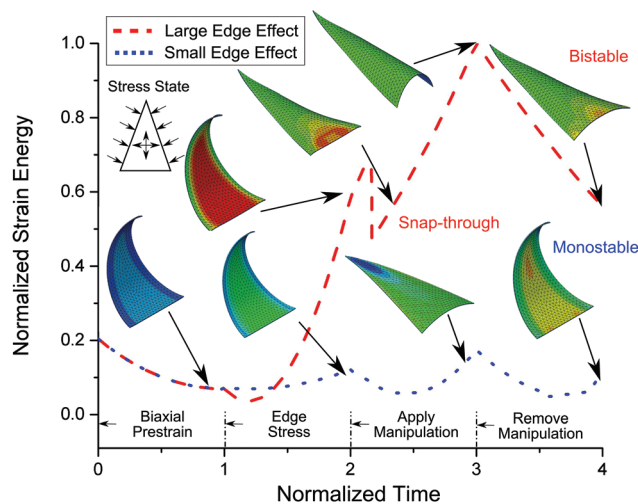 Large Edge Effect
Small Edge Effect
Stress State
Bistable
Snap-through
Monostable
Normalized Strain Energy
1.0
0.8
0.6
0.4
0.2
0.0
Biaxial
Prestrain
Edge
Stress
Apply
Manipulation
Remove
Manipulation
0 1 2 3 4
Normalized Time